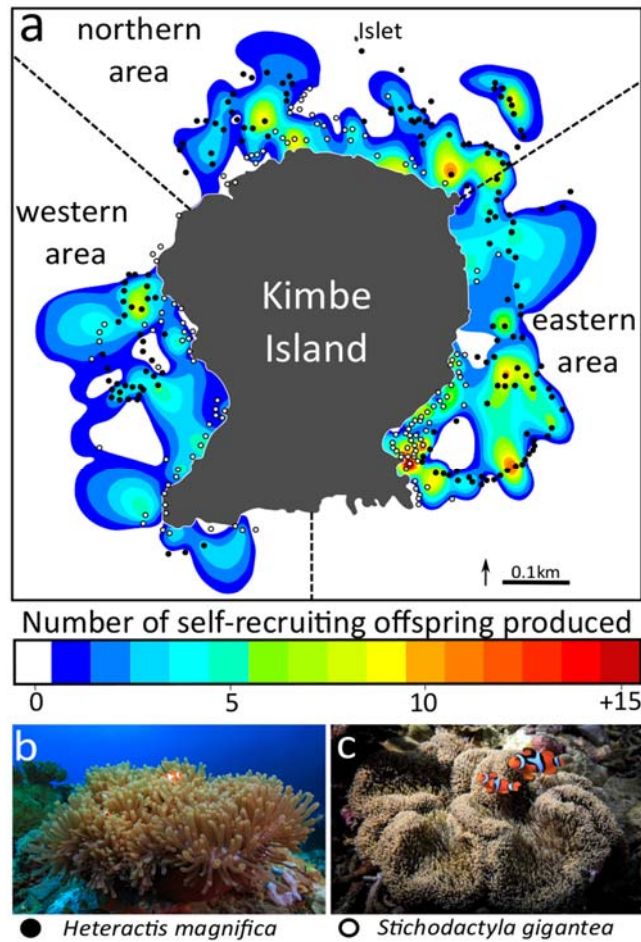 a
northern
area
Islet
western
area
Kimbe
Island
eastern
area
0.1km
Number of self-recruiting offspring produced
0 5 10 +15
b
c
Heteractis magnifica
Stichodactyla gigantea